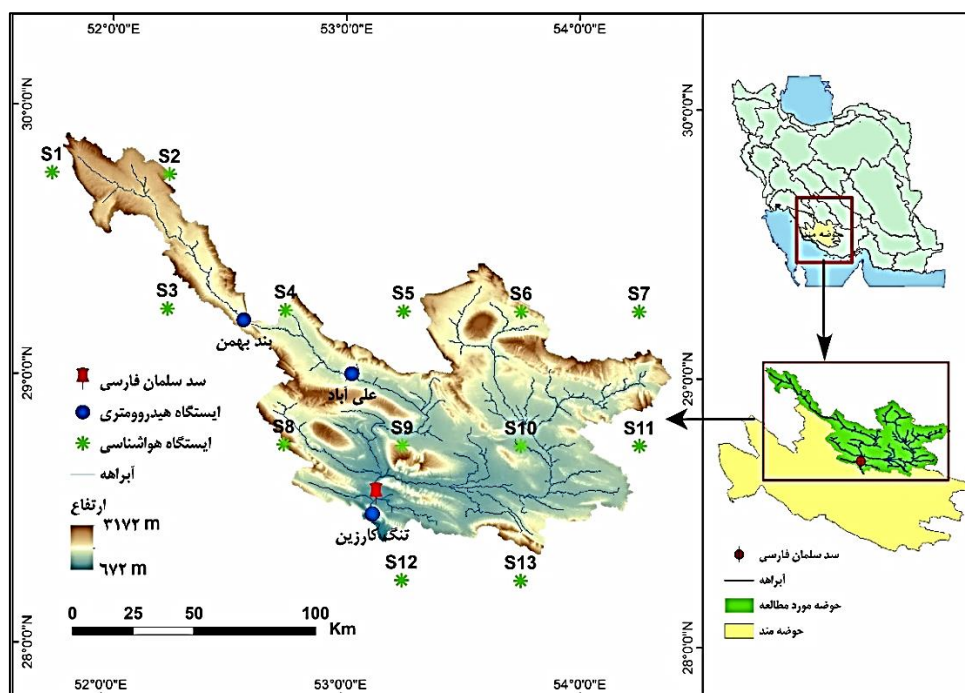 52°0'0"E
53°0'0"E
54°0'0"E
30°0'0"N
30°0'0"N
S1
S2
S3
S4
S5
S6
S7
بند بهمن
علی آباد
29°0'0"N
29°0'0"N
S8
S9
S10
S11
تنگ کارزین
S12
S13
سد سلمان فارسی
ایستگاه هیدرومتری
ایستگاه هواشناسی
آبراهه
ارتفاع
۳۱۷۲ m
۶۷۲ m
0
25
50
100
Km
28°0'0"N
28°0'0"N
52°0'0"E
53°0'0"E
54°0'0"E
سد سلمان فارسی
آبراهه
حوضه مورد مطالعه
حوضه مند